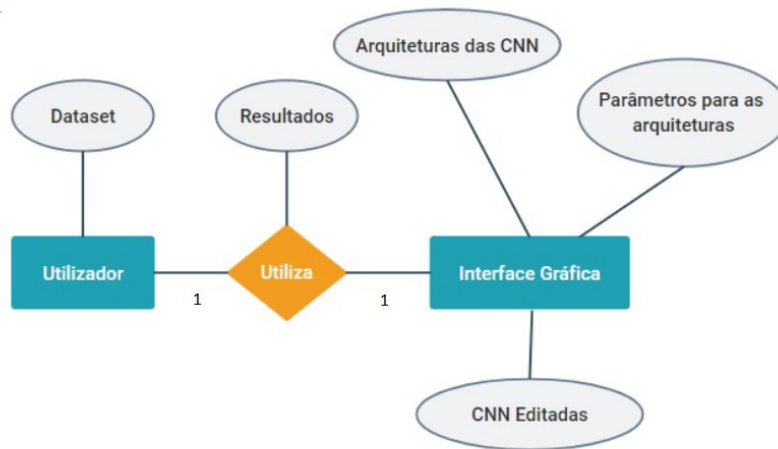 Arquiteturas das CNN
Parâmetros para as
arquiteturas
Dataset
Resultados
Utilizador
Utiliza
Interface Gráfica
1
1
CNN Editadas